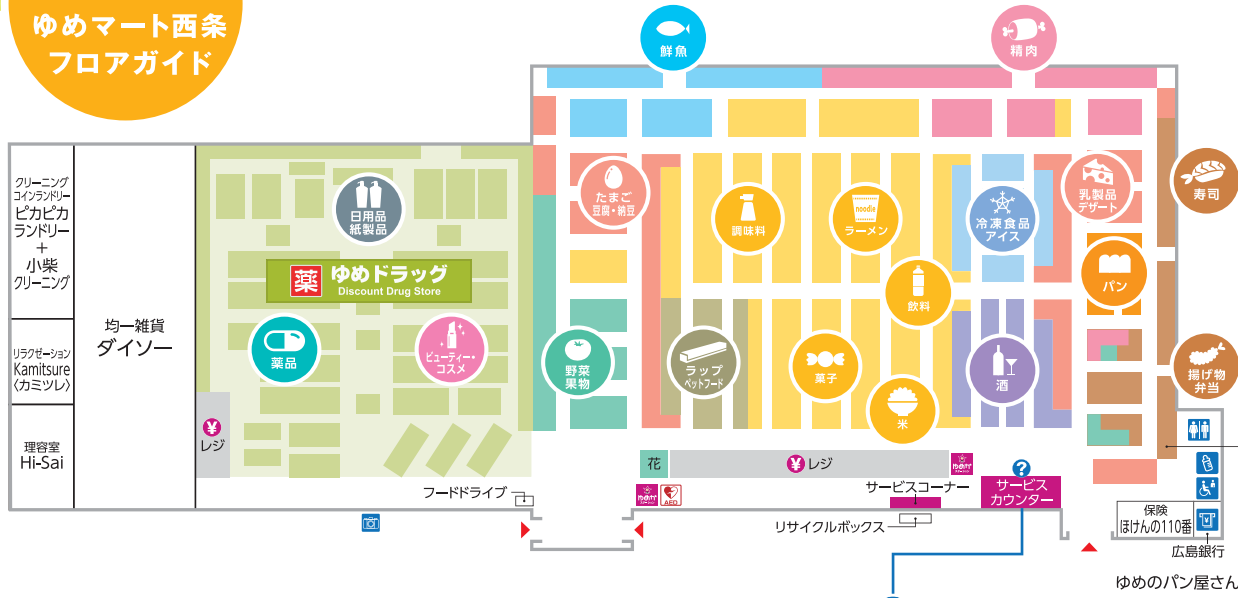 ゆめマート西条
フロアガイド
鮮魚
精肉
クリーニング
コインランドリー
ピカピカ
ランドリー
+
小柴
クリーニング
リラクゼーション
Kamitsure
〈カミツレ〉
理容室
Hi-Sai
均一雑貨
ダイソー
日用品
紙製品
薬
ゆめドラッグ
Discount Drug Store
薬品
ビューティー・
コスメ
¥
レジ
たまご
豆腐・納豆
調味料
noodle
ラーメン
冷凍食品
アイス
乳製品
デザート
寿司
飲料
パン
野菜
果物
ラップ
ペットフード
菓子
米
酒
揚げ物
弁当
花
¥ レジ
ゆめか
ゆめか
AED
フードドライブ
サービスコーナー
リサイクルボックス
?
サービス
カウンター
保険
ほけんの110番
¥
広島銀行
ゆめのパン屋さん